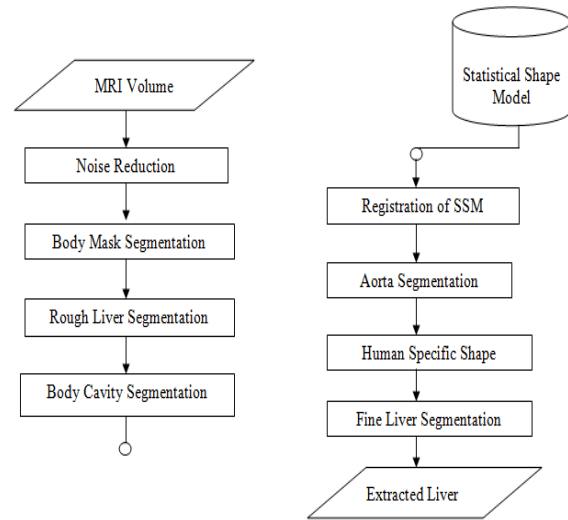 MRI Volume
Noise Reduction
Body Mask Segmentation
Rough Liver Segmentation
Body Cavity Segmentation
Statistical Shape
Model
Registration of SSM
Aorta Segmentation
Human Specific Shape
Fine Liver Segmentation
Extracted Liver